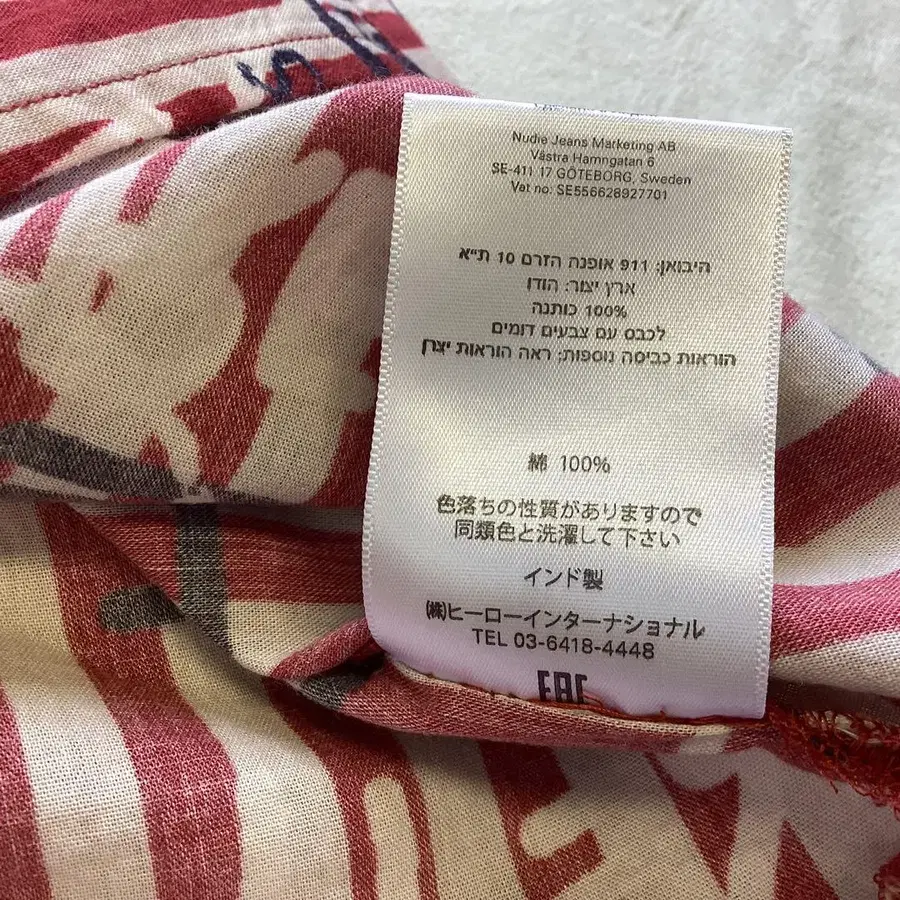 Nudie Jeans Marketing AB
Västra Hamngatan 6
SE-411 17 GÖTEBORG, Sweden
Vat no: SE556628927701
היבואן: 911 אופנה הזרם 10 ת״א
ארץ יצור: הודו
100% כותנה
לכבס עם צבעים דומים
הוראות כביסה נוספות: ראה הוראות יצרן
綿 100%
色落ちの性質がありますので
同類色と洗濯して下さい
インド製
㈱ヒーローインターナショナル
TEL 03-6418-4448
EAC